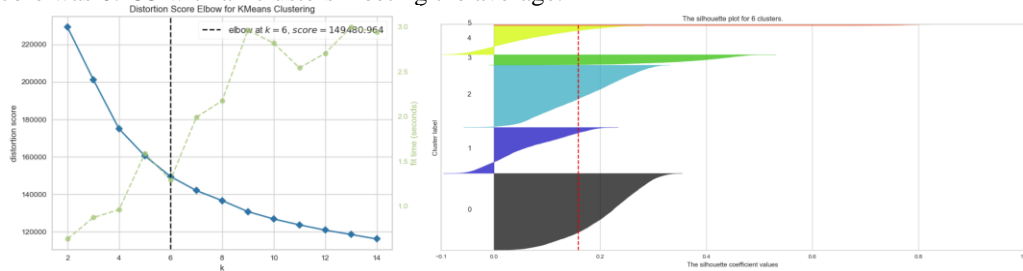 Distortion Score Elbow for KMeans Clustering
elbow at k = 6, score = 149480.964
distortion score
220000
200000
180000
160000
140000
120000
2 4 6 8 10 12 14
k
3.0
2.5
2.0
1.5
1.0
fit time (seconds)
The silhouette plot for 6 clusters.
Cluster label
5
4
3
2
1
0
-0.1 0.0 0.2 0.4 0.6 0.8
The silhouette coefficient values